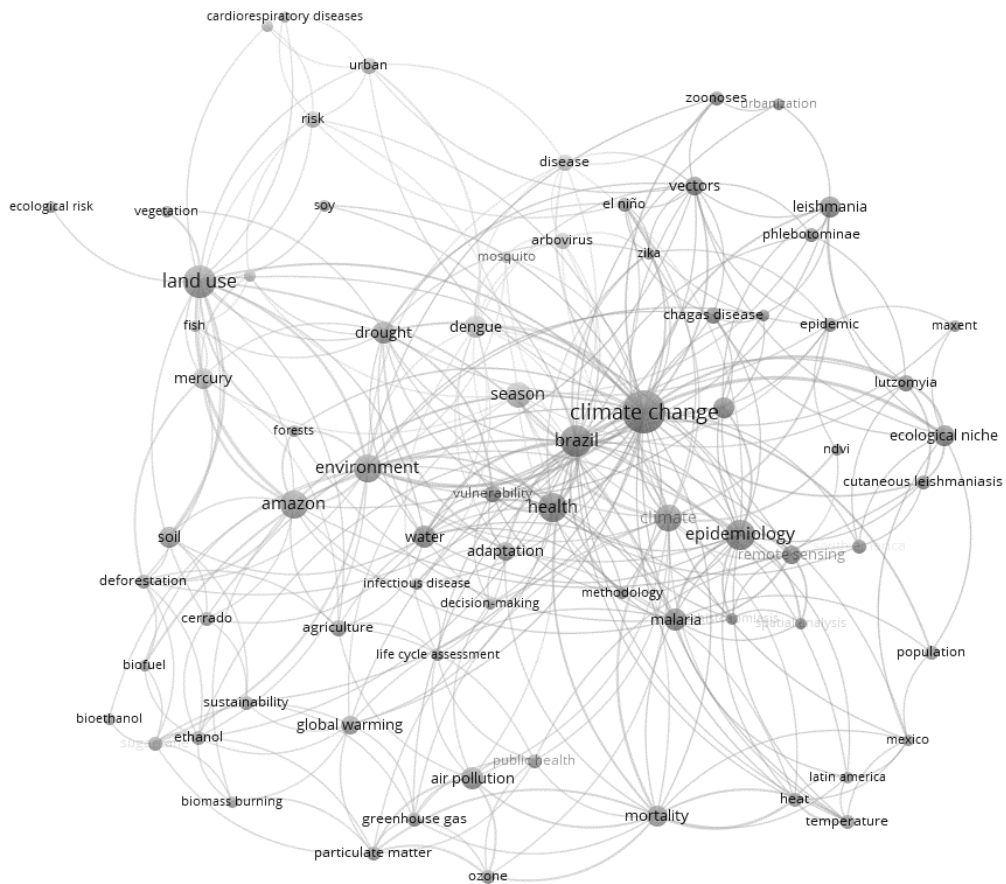 cardiorespiratory diseases
urban
zoonoses
urbanization
risk
disease
vectors
ecological risk
vegetation
soy
el niño
leishmania
phlebotominae
arbovirus
mosquito
zika
land use
fish
drought
dengue
chagas disease
epidemic
maxent
mercury
season
lutzomyia
climate change
forests
brazil
ecological niche
ndvi
environment
cutaneous leishmaniasis
vulnerability
amazon
health
climate
soil
water
epidemiology
adaptation
remote sensing
deforestation
infectious disease
methodology
decision-making
cerrado
agriculture
malaria
spatial analysis
life cycle assessment
population
biofuel
sustainability
bioethanol
global warming
ethanol
mexico
public health
air pollution
latin america
biomass burning
heat
greenhouse gas
mortality
temperature
particulate matter
ozone